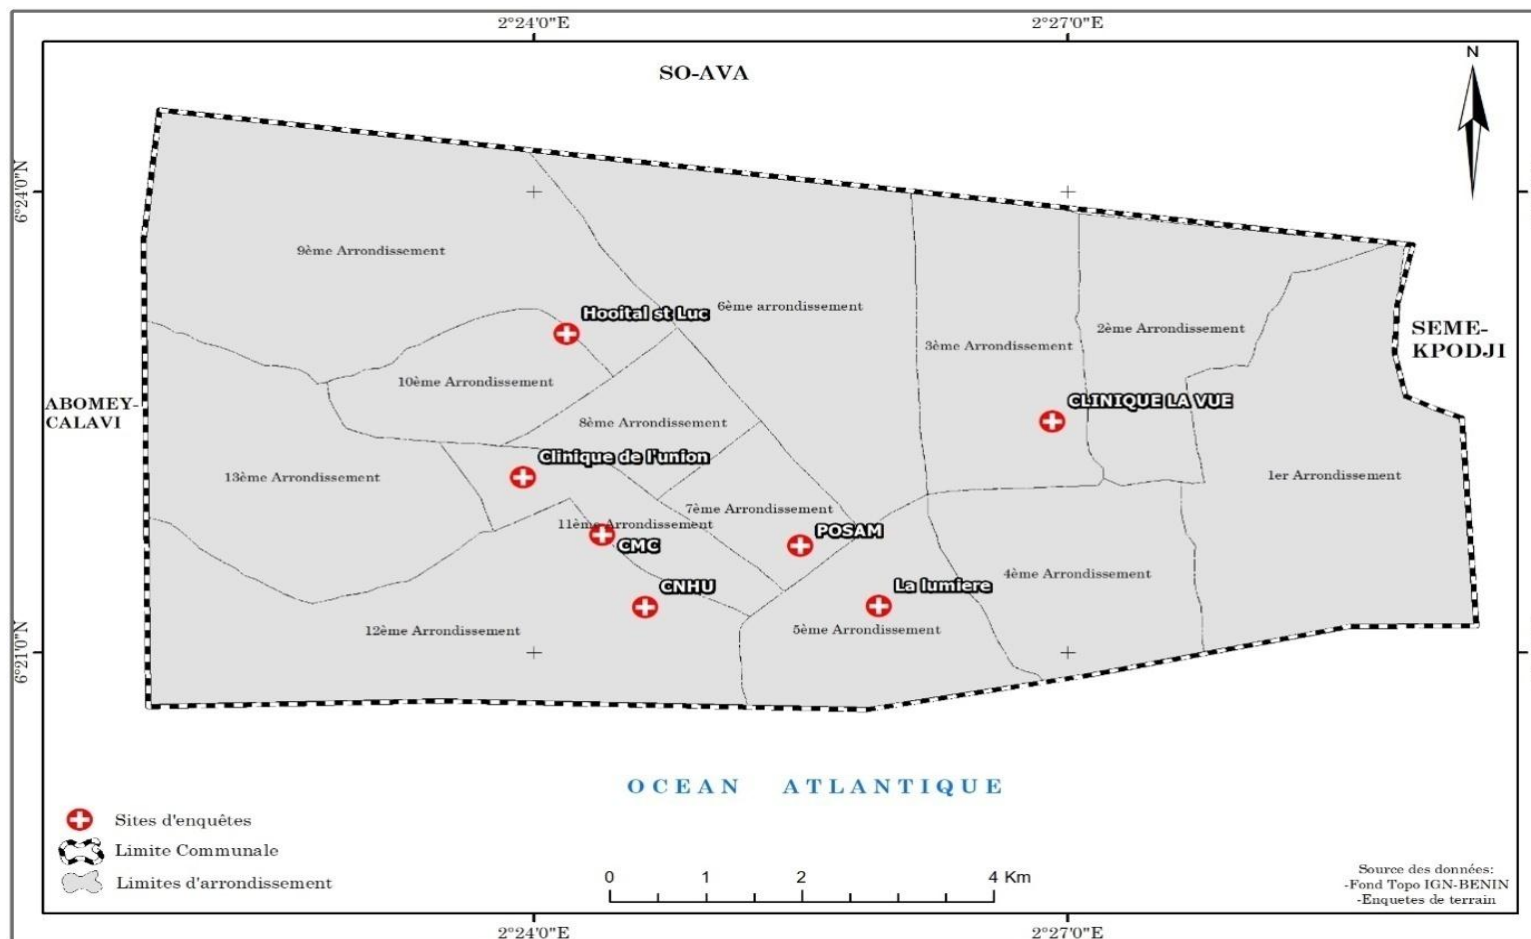 2°24'0"E
2°27'0"E
N
SO-AVA
6°24'0"N
9ème Arrondissement
Hooital st Luc
6ème arrondissement
2ème Arrondissement
SEME-
KPODJI
3ème Arrondissement
10ème Arrondissement
ABOMEY-
CALAVI
CLINIQUE LA VUE
8ème Arrondissement
Clinique de l'union
13ème Arrondissement
1er Arrondissement
7ème Arrondissement
11ème Arrondissement
POSAM
CMC
4ème Arrondissement
CNHU
La lumiere
12ème Arrondissement
5ème Arrondissement
6°21'0"N
OCEAN ATLANTIQUE
Sites d'enquêtes
Limite Communale
Limites d'arrondissement
0 1 2 4 Km
Source des données:
-Fond Topo IGN-BENIN
-Enquetes de terrain
2°24'0"E
2°27'0"E